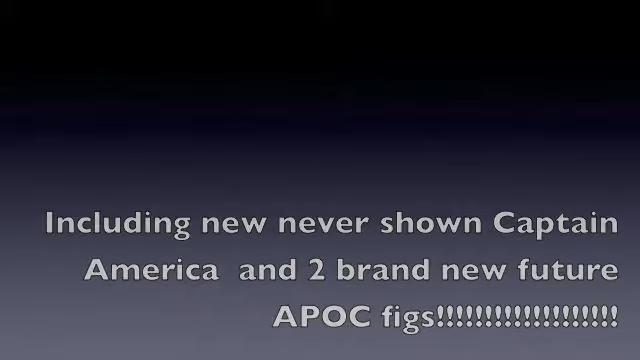 Including new never shown Captain
America  and 2 brand new future
APOC figs!!!!!!!!!!!!!!!!!!!